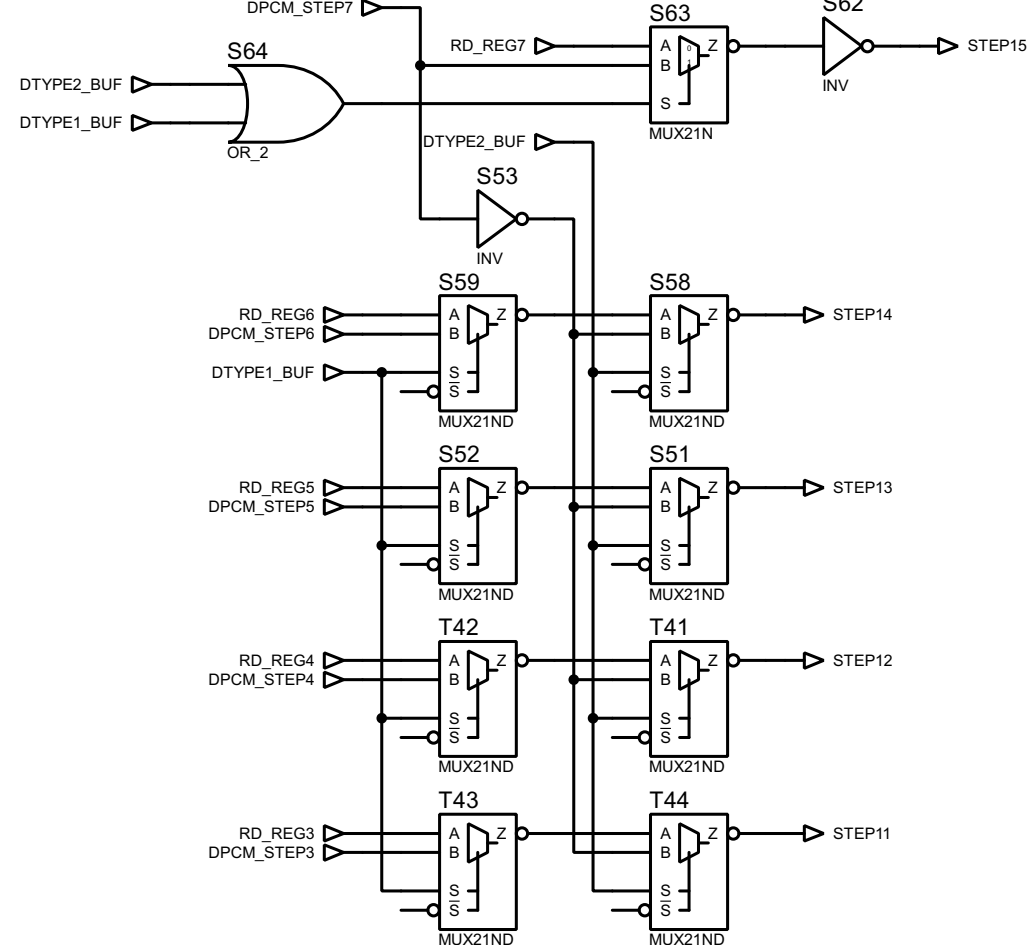 DPCM_STEP7
S63
S62
RD_REG7
A
0
Z
STEP15
S64
B
1
DTYPE2_BUF
INV
S
DTYPE1_BUF
MUX21N
OR_2
DTYPE2_BUF
S53
INV
S59
S58
RD_REG6
A
Z
A
Z
STEP14
DPCM_STEP6
B
B
DTYPE1_BUF
S
S
S
S
MUX21ND
MUX21ND
S52
S51
RD_REG5
A
Z
A
Z
STEP13
DPCM_STEP5
B
B
S
S
S
S
MUX21ND
MUX21ND
T42
T41
RD_REG4
A
Z
A
Z
STEP12
DPCM_STEP4
B
B
S
S
S
S
MUX21ND
MUX21ND
T43
T44
RD_REG3
A
Z
A
Z
STEP11
DPCM_STEP3
B
B
S
S
S
S
MUX21ND
MUX21ND